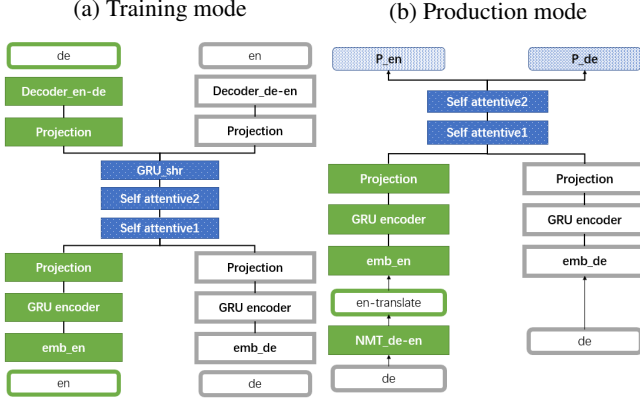 (a) Training mode
de
en
Decoder_en-de
Decoder_de-en
Projection
Projection
GRU_shr
Self attentive2
Self attentive1
Projection
Projection
GRU encoder
GRU encoder
emb_en
emb_de
en
de
(b) Production mode
P_en
P_de
Self attentive2
Self attentive1
Projection
Projection
GRU encoder
GRU encoder
emb_en
emb_de
en-translate
NMT_de-en
de
de